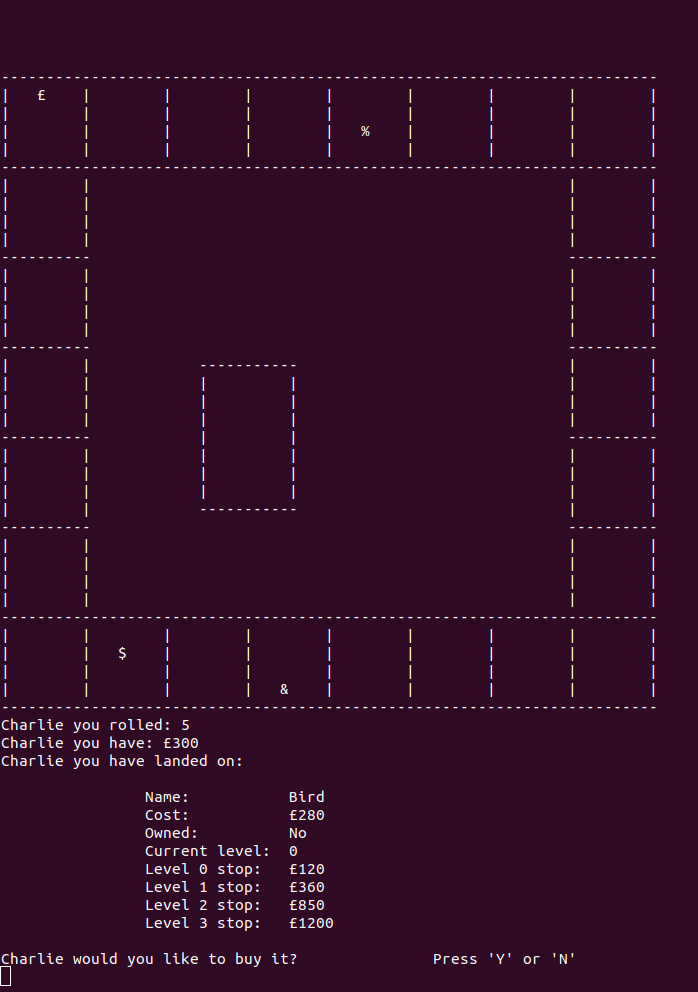 £
%
$
&
Charlie you rolled: 5
Charlie you have: £300
Charlie you have landed on:
Name: Bird
Cost: £280
Owned: No
Current level: 0
Level 0 stop: £120
Level 1 stop: £360
Level 2 stop: £850
Level 3 stop: £1200
Charlie would you like to buy it? Press 'Y' or 'N'